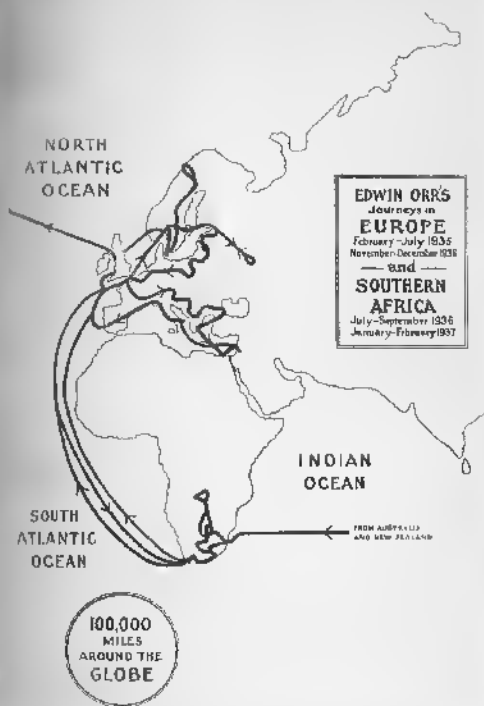 NORTH
ATLANTIC
OCEAN
EDWIN ORR'S
Journeys in
EUROPE
February-July 1935
November-December 1936
— and —
SOUTHERN
AFRICA
July-September 1936
January-February 1937
INDIAN
OCEAN
SOUTH
ATLANTIC
OCEAN
FROM AUSTRALIA
AND NEW ZEALAND
100,000
MILES
AROUND THE
GLOBE